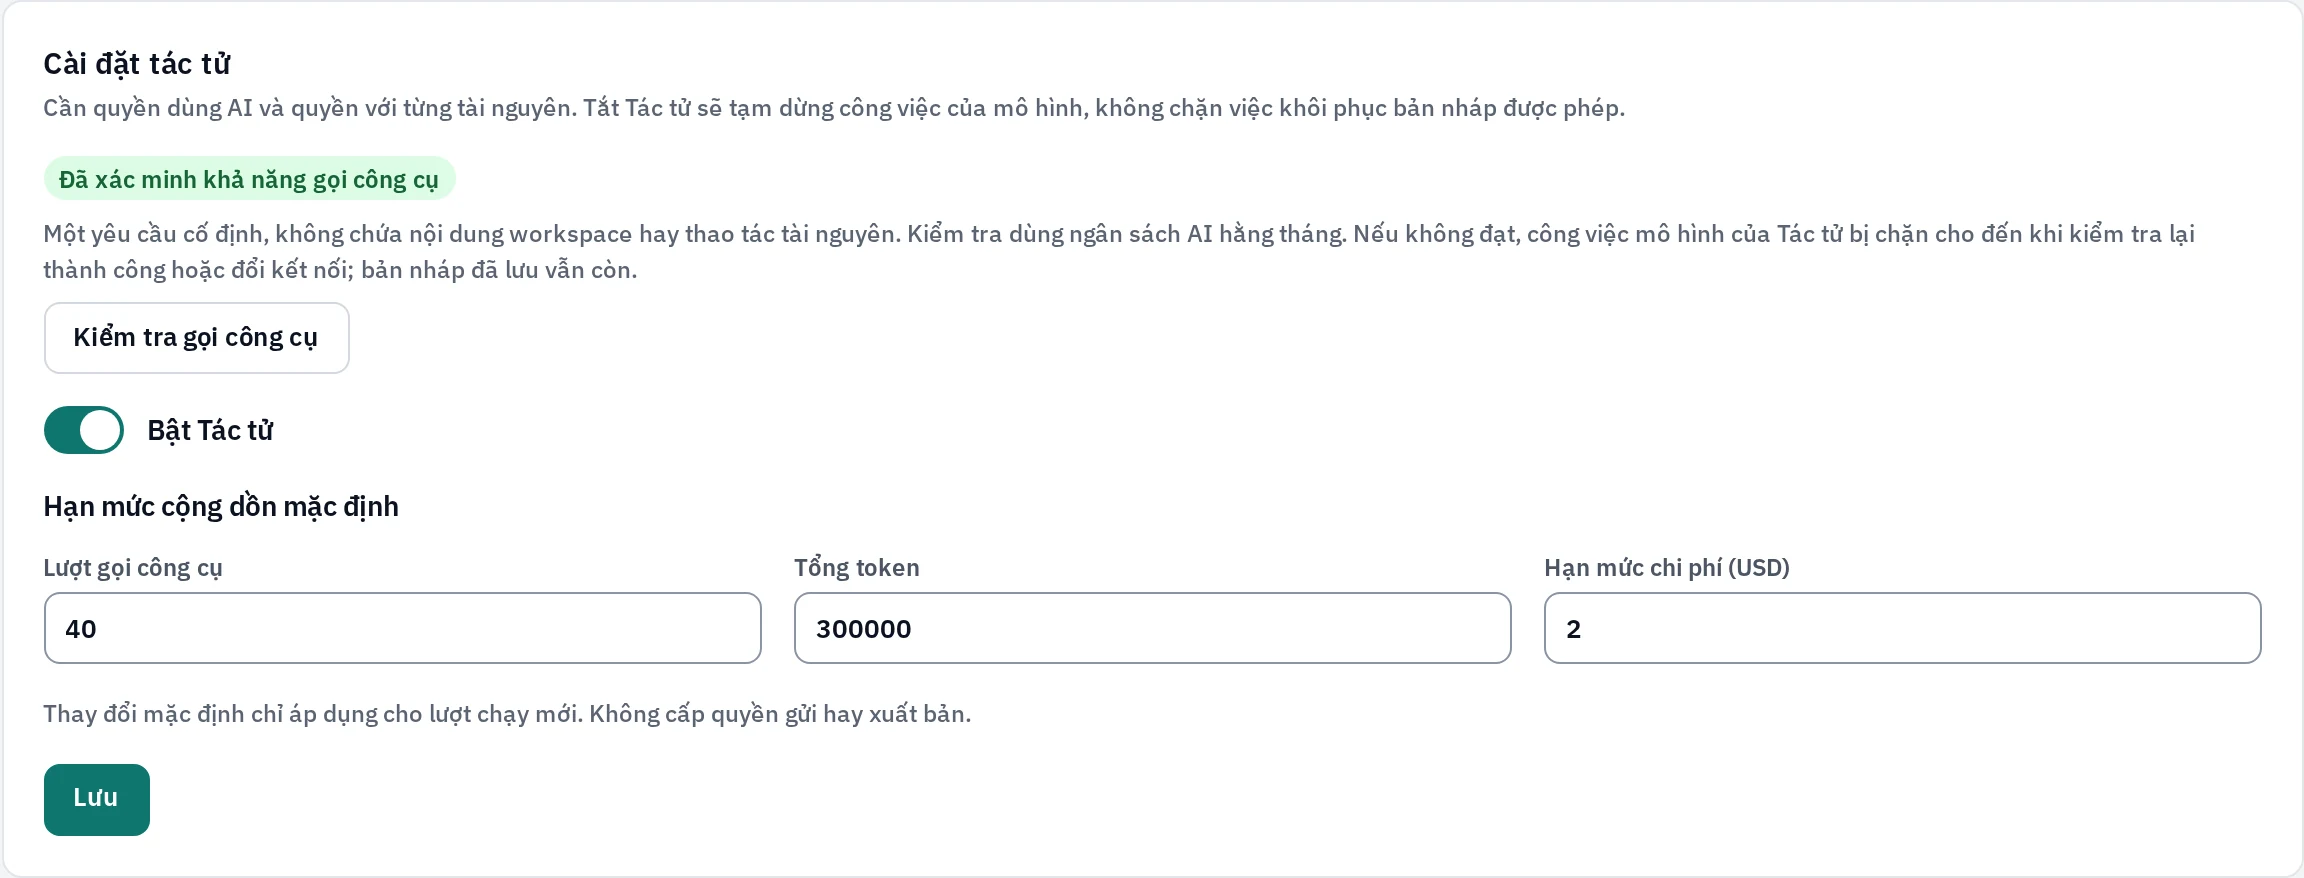 Cài đặt tác tử
Cần quyền dùng AI và quyền với từng tài nguyên. Tắt Tác tử sẽ tạm dừng công việc của mô hình, không chặn việc khôi phục bản nháp được phép.
Đã xác minh khả năng gọi công cụ
Một yêu cầu cố định, không chứa nội dung workspace hay thao tác tài nguyên. Kiểm tra dùng ngân sách AI hằng tháng. Nếu không đạt, công việc mô hình của Tác tử bị chặn cho đến khi kiểm tra lại
thành công hoặc đổi kết nối; bản nháp đã lưu vẫn còn.
Kiểm tra gọi công cụ
Bật Tác tử
Hạn mức cộng dồn mặc định
Lượt gọi công cụ
Tổng token
Hạn mức chi phí (USD)
40
300000
2
Thay đổi mặc định chỉ áp dụng cho lượt chạy mới. Không cấp quyền gửi hay xuất bản.
Lưu